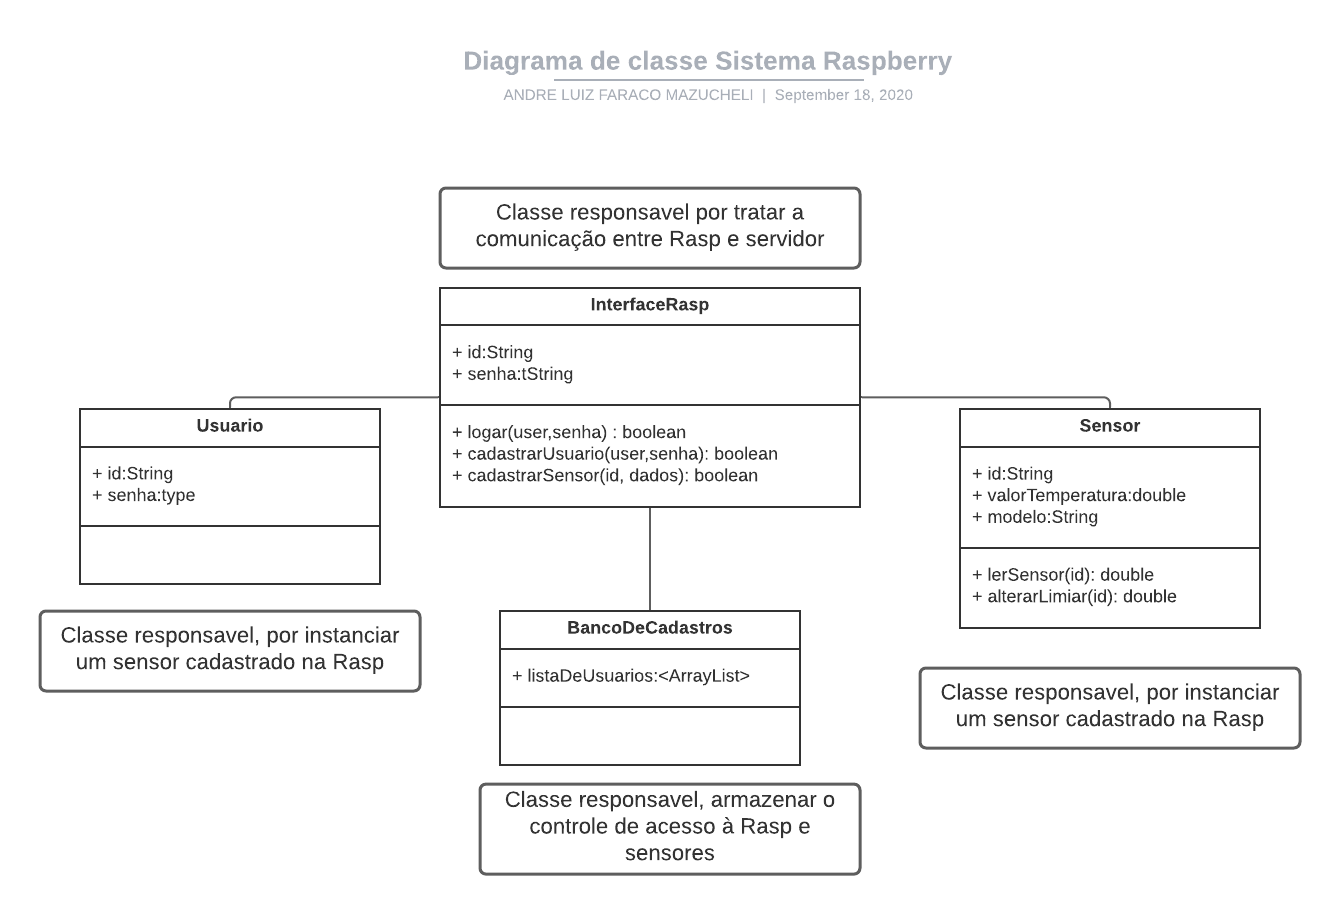 Diagrama de classe Sistema Raspberry
ANDRE LUIZ FARACO MAZUCHELI | September 18, 2020
Classe responsavel por tratar a
comunicação entre Rasp e servidor
InterfaceRasp
+ id:String
+ senha:tString
+ logar(user,senha) : boolean
+ cadastrarUsuario(user,senha): boolean
+ cadastrarSensor(id, dados): boolean
Usuario
+ id:String
+ senha:type
Classe responsavel, por instanciar
um sensor cadastrado na Rasp
BancoDeCadastros
+ listaDeUsuarios:<ArrayList>
Classe responsavel, armazenar o
controle de acesso à Rasp e
sensores
Sensor
+ id:String
+ valorTemperatura:double
+ modelo:String
+ lerSensor(id): double
+ alterarLimiar(id): double
Classe responsavel, por instanciar
um sensor cadastrado na Rasp